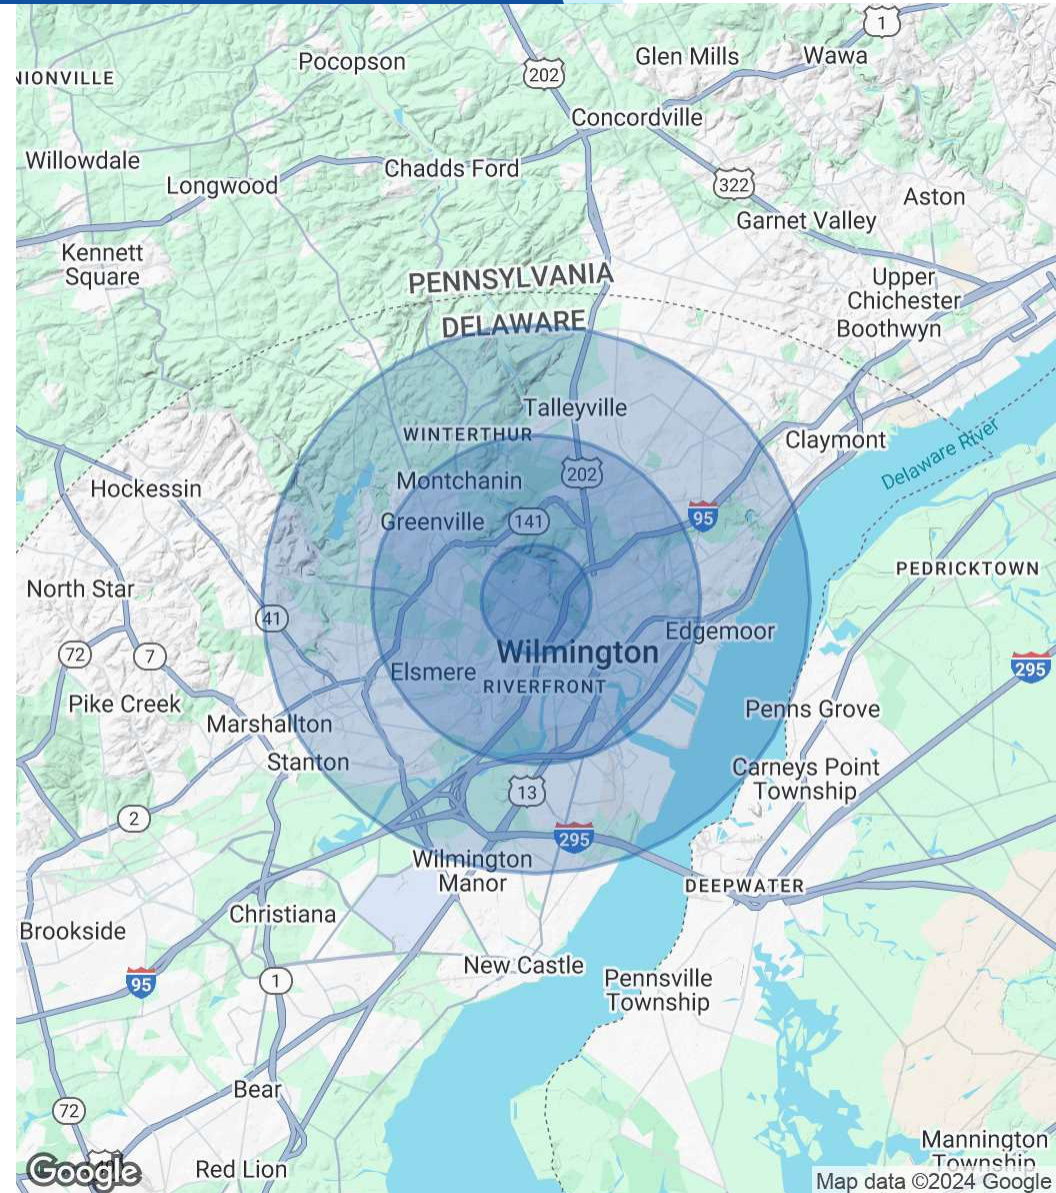 1
Pocopson
Glen Mills
Wawa
202
NIONVILLE
Concordville
Willowdale
Chadds Ford
Longwood
322
Aston
Garnet Valley
Kennett
Square
PENNSYLVANIA
Upper
Chichester
DELAWARE
Boothwyn
Talleyville
WINTERTHUR
Claymont
Delaware River
202
Montchanin
Hockessin
Greenville
141
95
PEDRICKTOWN
North Star
41
Edgemoor
72
7
Wilmington
295
Elsmere
RIVERFRONT
Pike Creek
Penns Grove
Marshallton
Stanton
Carneys Point
Township
13
2
295
Wilmington
Manor
DEEPWATER
Christiana
Brookside
New Castle
95
1
Pennsville
Township
Bear
72
Mannington
Township
Google
Red Lion
Map data ©2024 Google